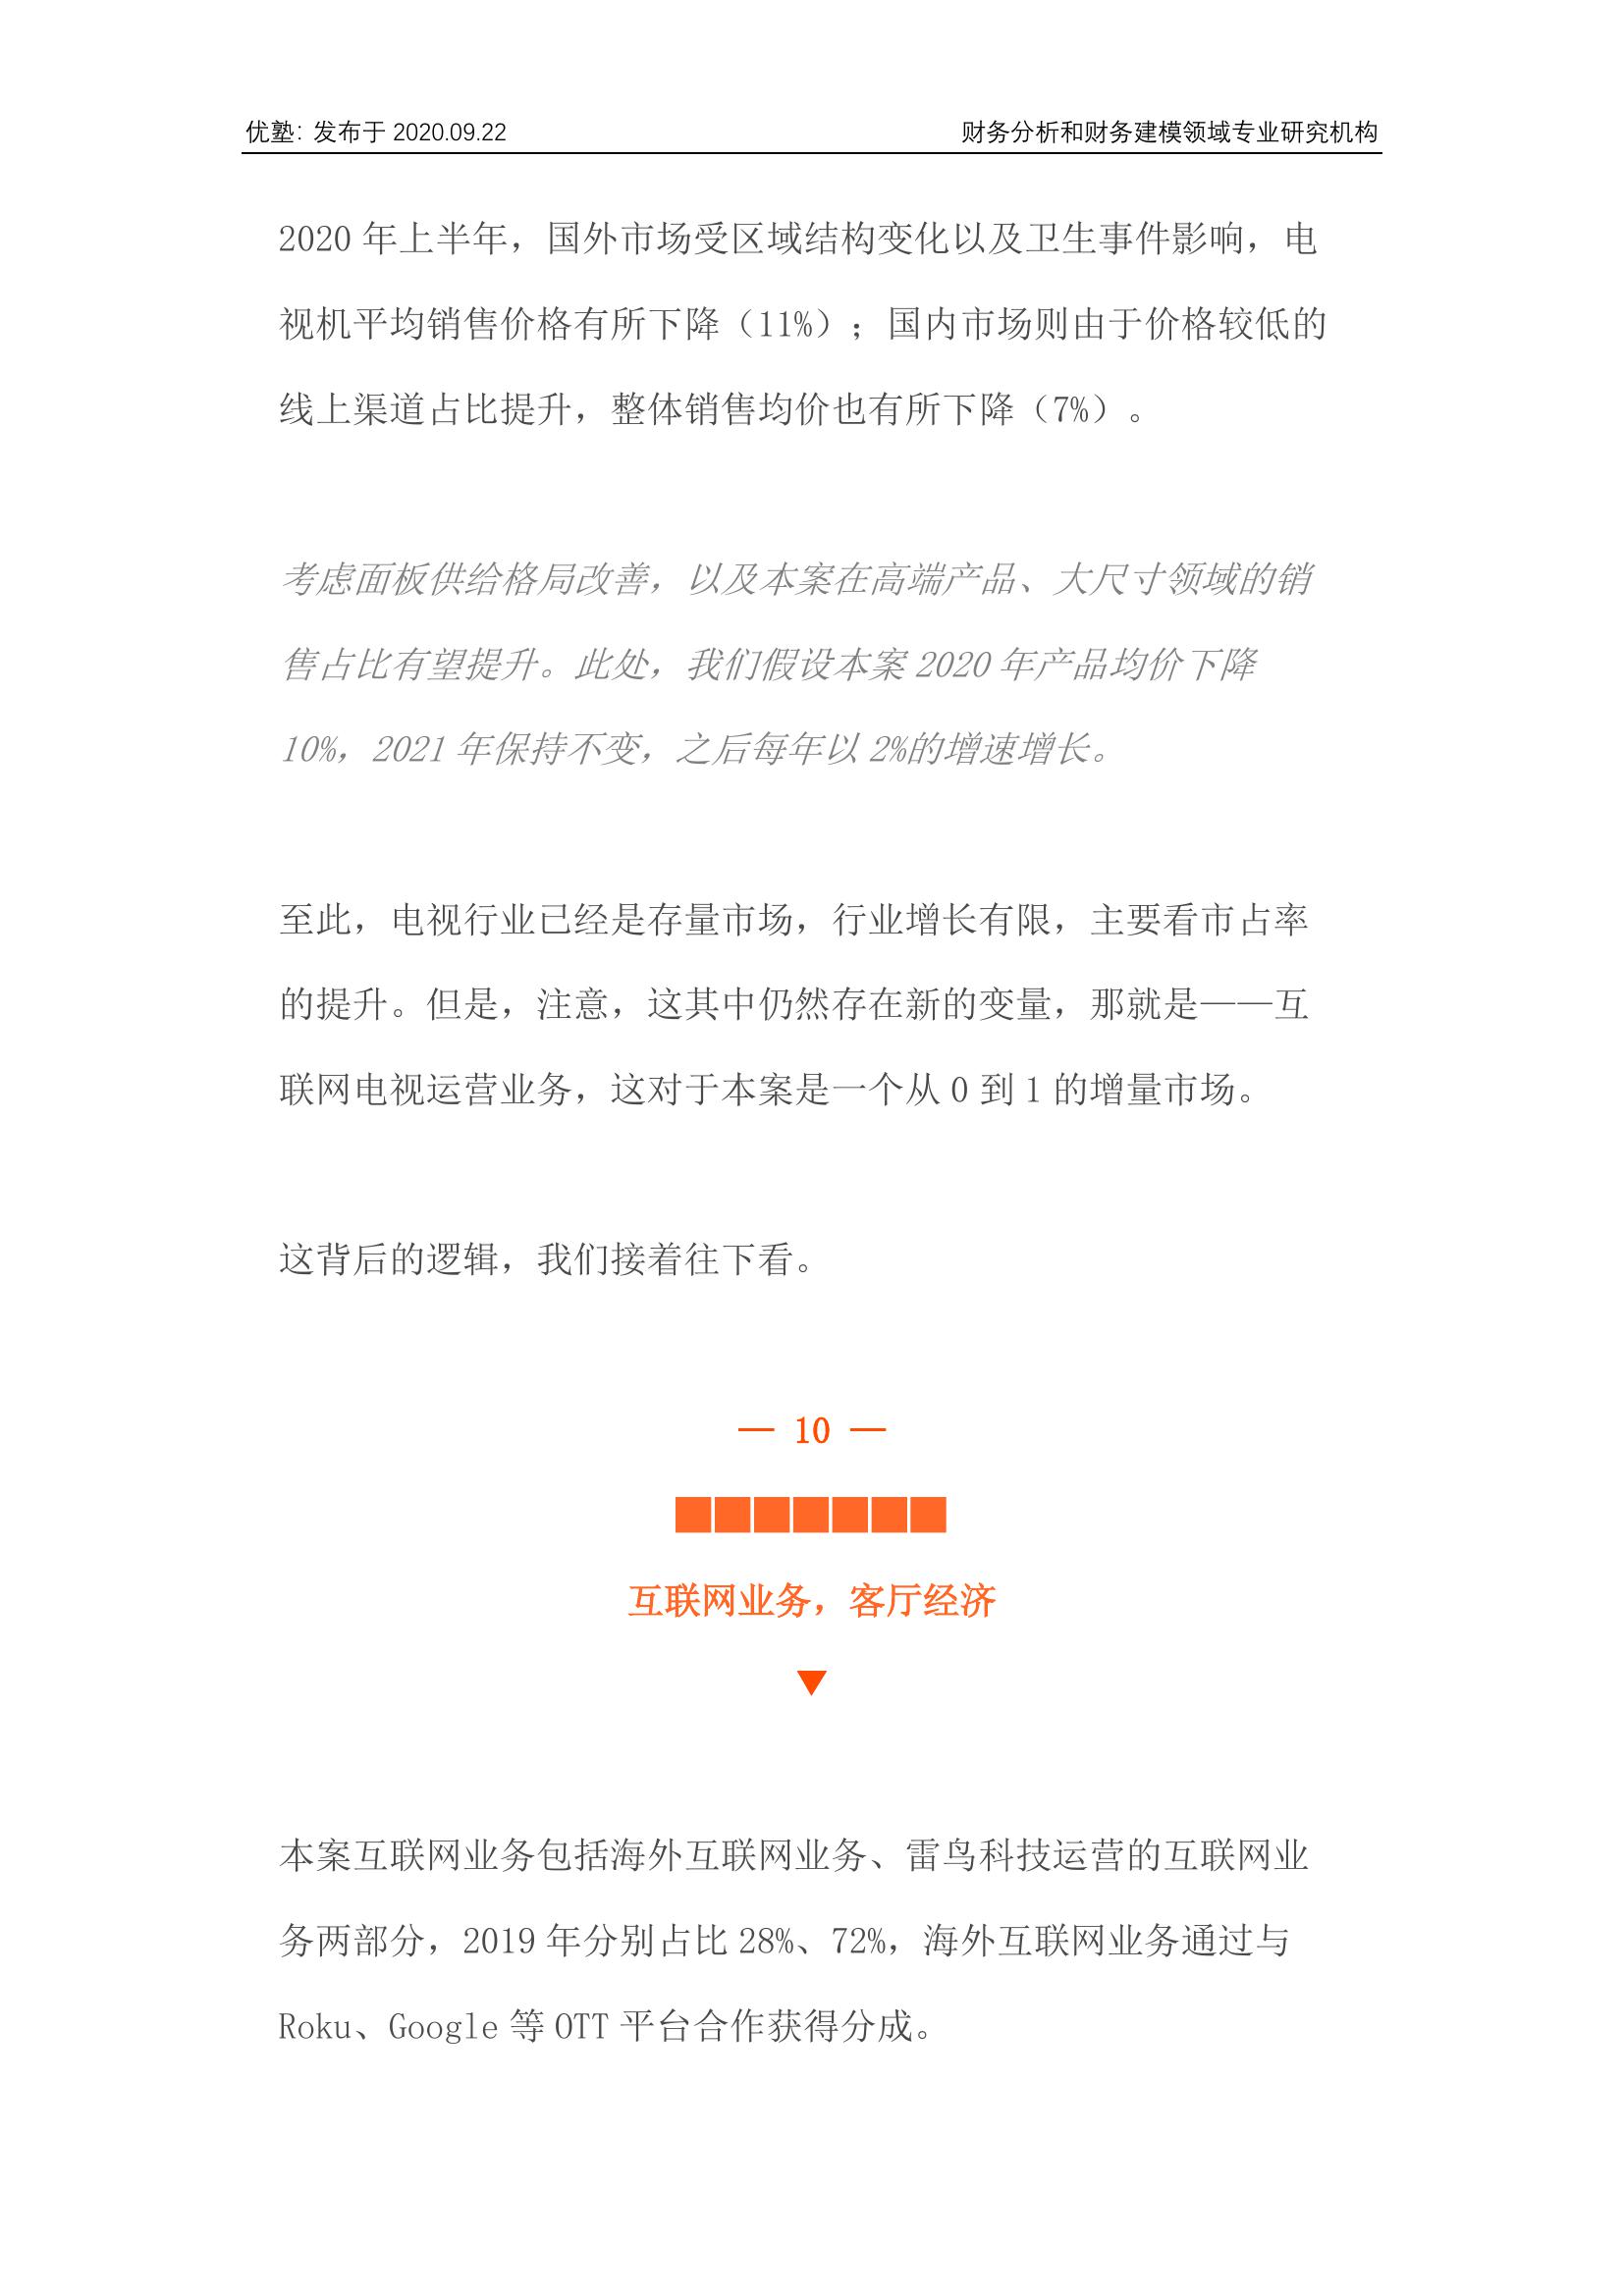 优塾：发布于 2020.09.22 财务分析和财务建模领域专业研究机构
2020 年上半年，国外市场受区域结构变化以及卫生事件影响，电
视机平均销售价格有所下降（11%）；国内市场则由于价格较低的
线上渠道占比提升，整体销售均价也有所下降（7%）。
考虑面板供给格局改善，以及本案在高端产品、大尺寸领域的销
售占比有望提升。此处，我们假设本案 2020 年产品均价下降
10%，2021 年保持不变，之后每年以 2%的增速增长。
至此，电视行业已经是存量市场，行业增长有限，主要看市占率
的提升。但是，注意，这其中仍然存在新的变量，那就是——互
联网电视运营业务，这对于本案是一个从 0 到 1 的增量市场。
这背后的逻辑，我们接着往下看。
— 10 —
■■■■■■■
互联网业务，客厅经济
▼
本案互联网业务包括海外互联网业务、雷鸟科技运营的互联网业
务两部分，2019 年分别占比 28%、72%，海外互联网业务通过与
Roku、Google 等 OTT 平台合作获得分成。